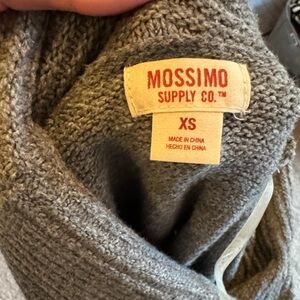 MOSSIMO
SUPPLY CO.™
XS
MADE IN CHINA
HECHO EN CHINA